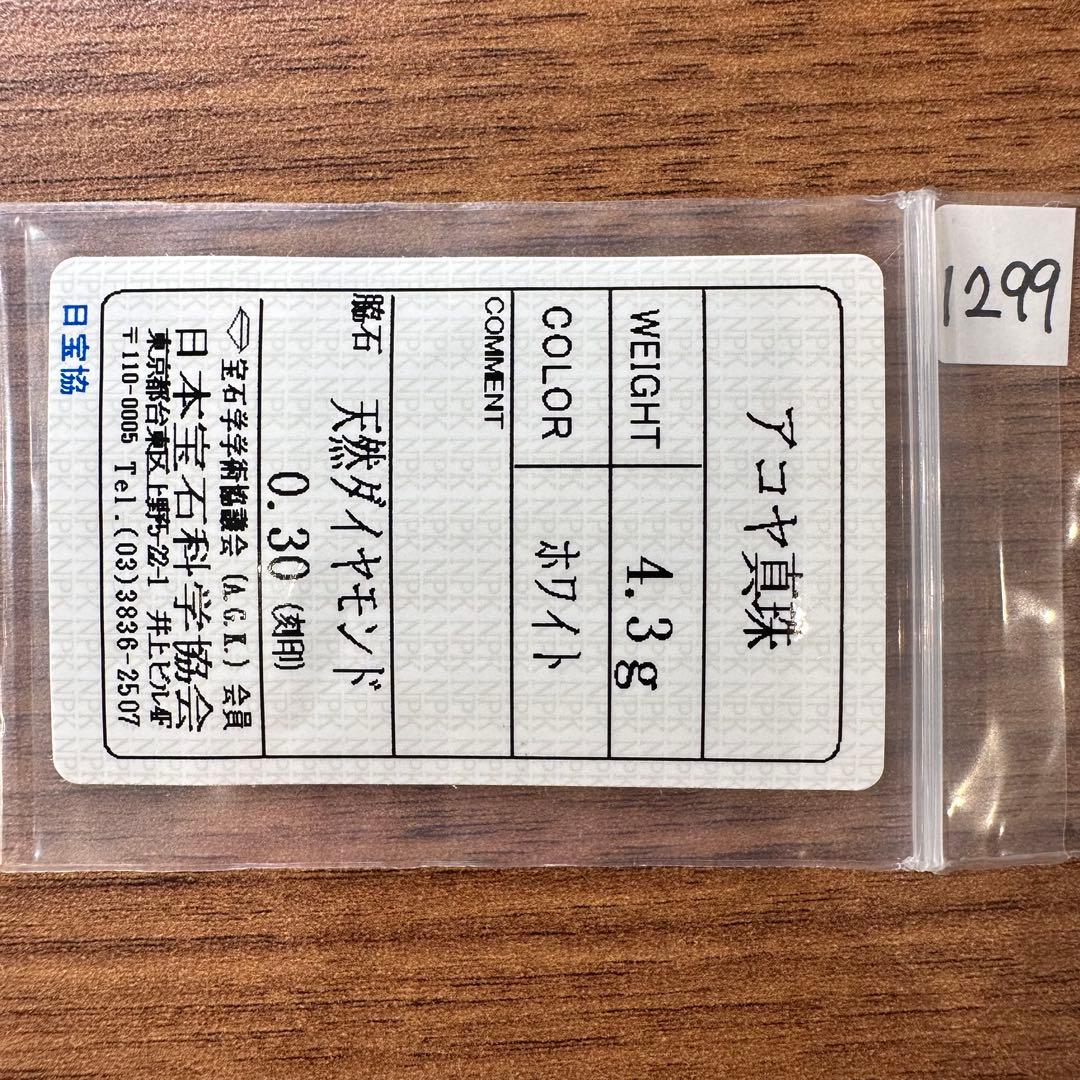 アコヤ真珠
WEIGHT 4.3g
COLOR ホワイト
COMMENT
脇石 天然ダイヤモンド
0.30 (刻印)
宝石学学術協議会 (A.G.K.) 会員
日本宝石科学協会
東京都台東区上野5-22-1 井上ビル4F
〒110-0005 Tel.(03)3836-2507
日宝協
1299